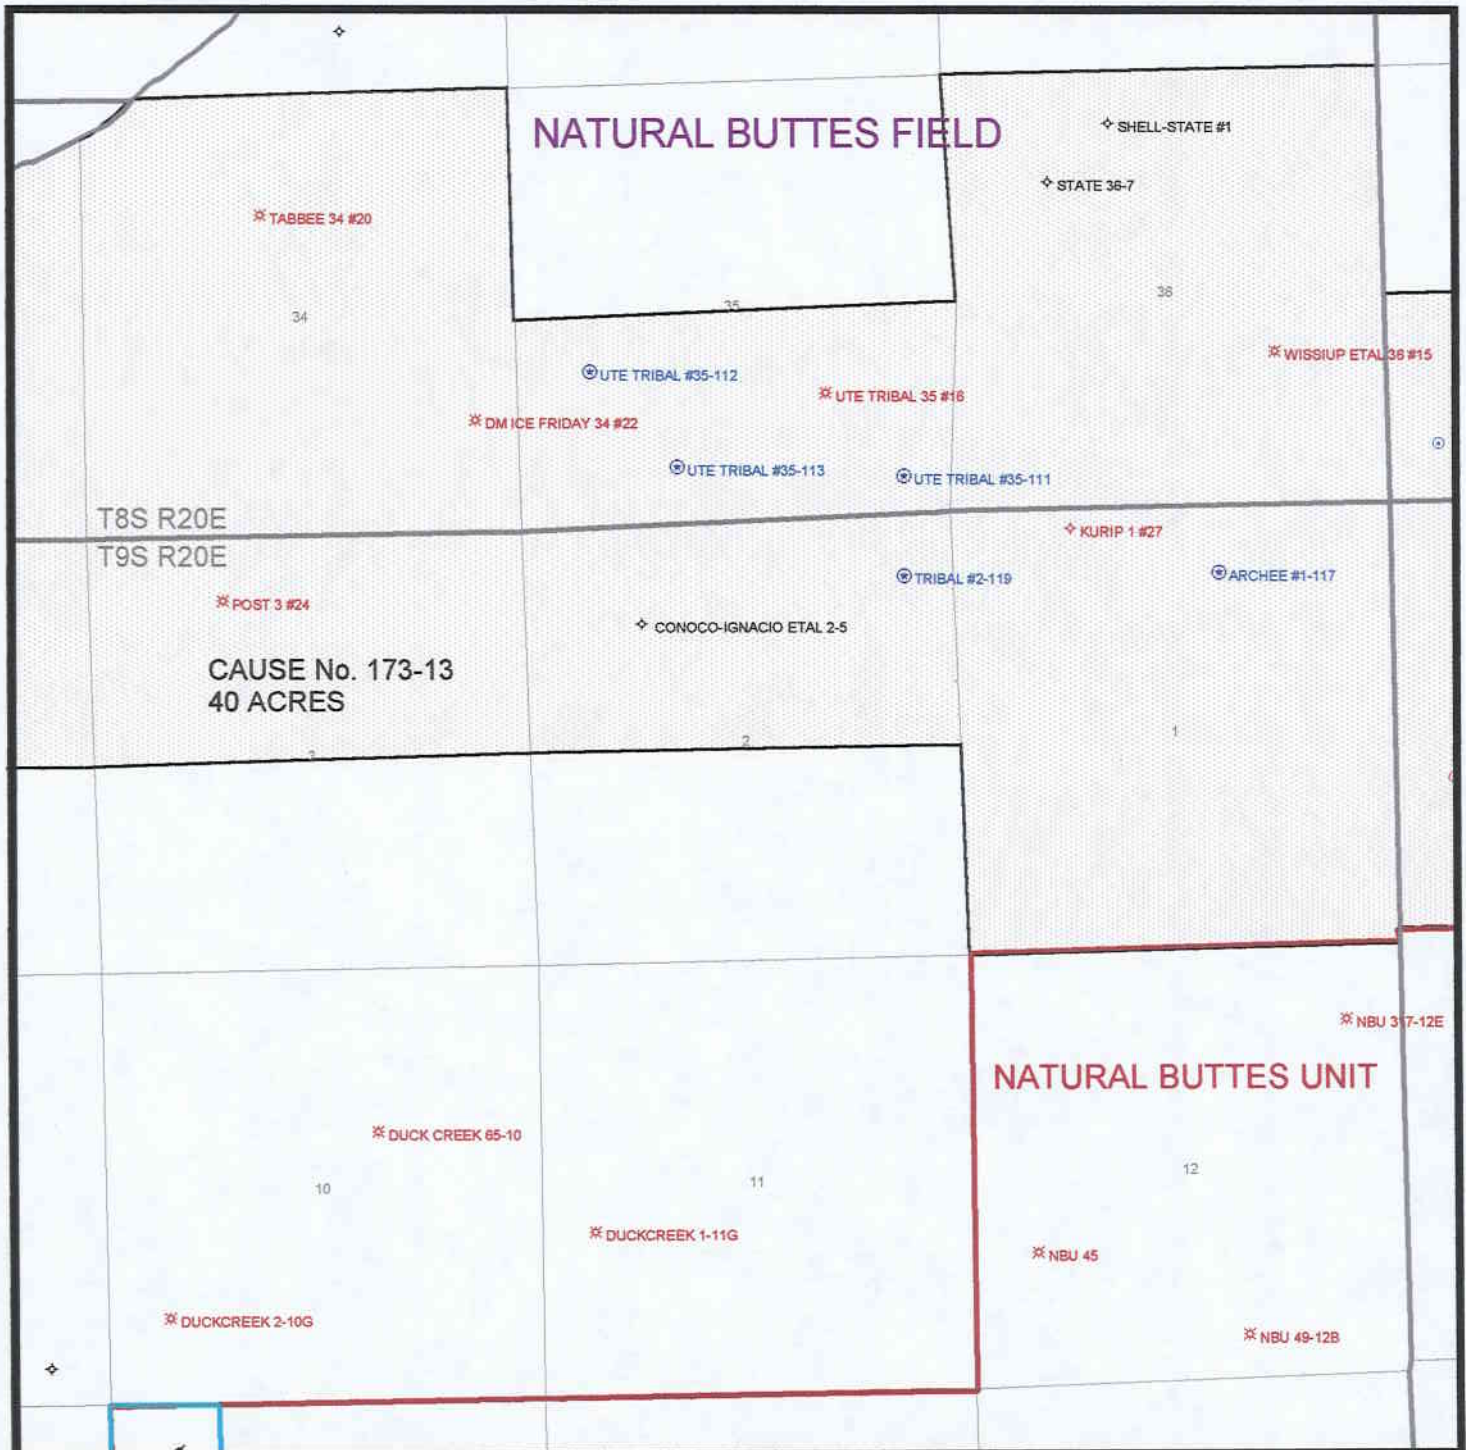 NATURAL BUTTES FIELD
SHELL-STATE #1
STATE 36-7
TABBEE 34 #20
34
35
36
WISSIUP ETAL 36 #15
UTE TRIBAL #35-112
UTE TRIBAL 35 #16
DM ICE FRIDAY 34 #22
UTE TRIBAL #35-113
UTE TRIBAL #35-111
T8S R20E
T9S R20E
KURIP 1 #27
TRIBAL #2-119
ARCHEE #1-117
POST 3 #24
CONOCO-IGNACIO ETAL 2-5
CAUSE No. 173-13
40 ACRES
3
2
1
NBU 317-12E
NATURAL BUTTES UNIT
DUCK CREEK 65-10
10
11
12
DUCKCREEK 1-11G
NBU 45
DUCKCREEK 2-10G
NBU 49-12B